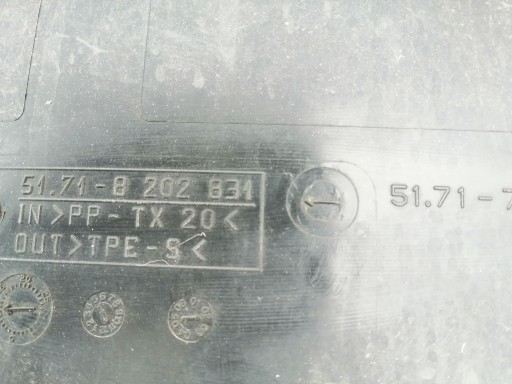 51.71-8 202 831
IN >PP-TX 20<
OUT>TPE-S<
51.71-7